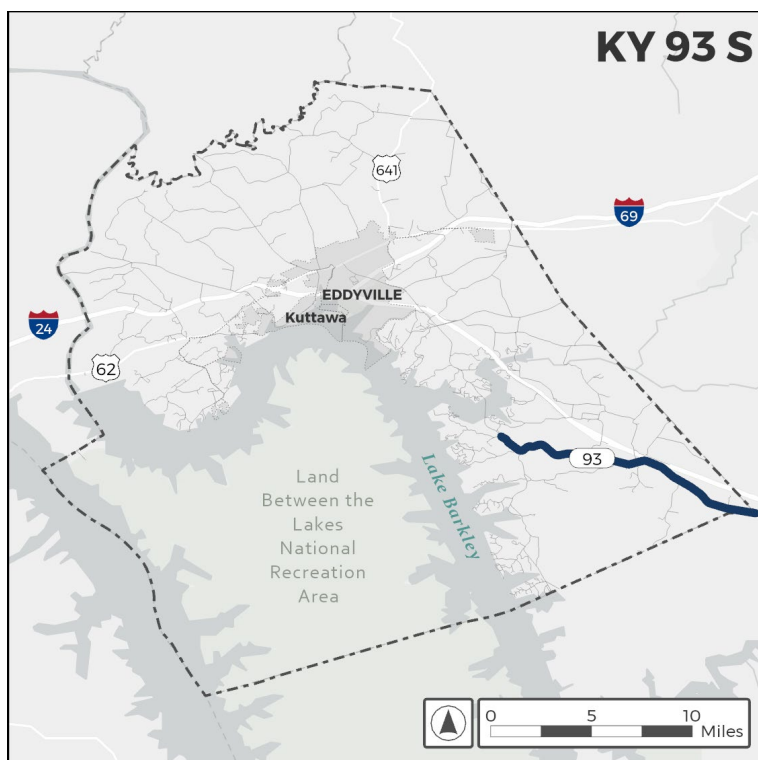 KY 93 S
641
69
EDDYVILLE
Kuttawa
24
62
93
Lake Barkley
Land
Between the
Lakes
National
Recreation
Area
0 5 10
Miles